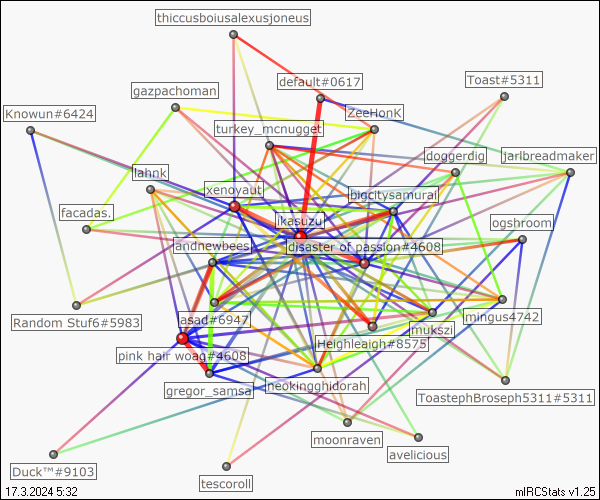 thiccusboiusalexusjoneus
default#0617
Toast#5311
gazpachoman
Knowun#6424
ZeeHonK
turkey_mcnugget
doggerdig
jarlbreadmaker
lahnk
xenoyaut
bigcitysamurai
facadas.
ikasuzu
ogshroom
andnewbees
disaster of passion#4608
Random Stuf6#5983
asad#6947
mukszi
mingus4742
Heighleaigh#8575
pink hair woag#4608
neokingghidorah
gregor_samsa
ToastephBroseph5311#5311
moonraven
avelicious
Duck™#9103
tescoroll
17.3.2024 5:32
mIRCStats v1.25